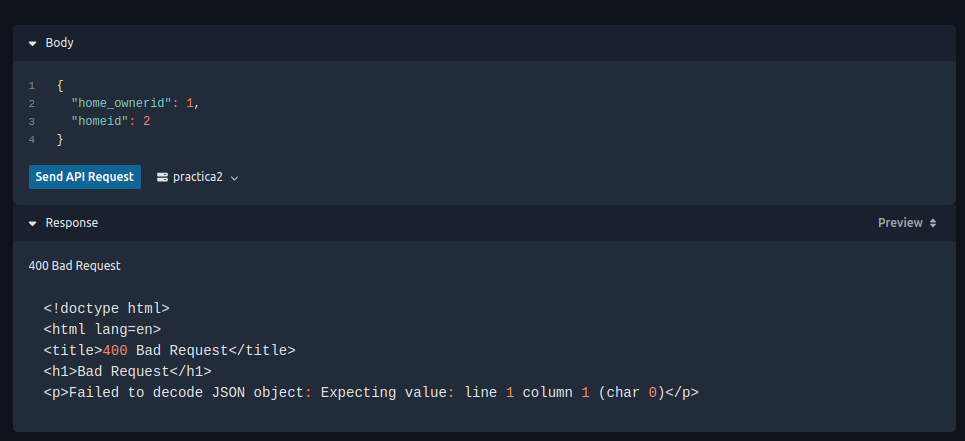 Body
1 {
2 "home_ownerid": 1,
3 "homeid": 2
4 }
Send API Request practica2
Response Preview
400 Bad Request
<!doctype html>
<html lang=en>
<title>400 Bad Request</title>
<h1>Bad Request</h1>
<p>Failed to decode JSON object: Expecting value: line 1 column 1 (char 0)</p>